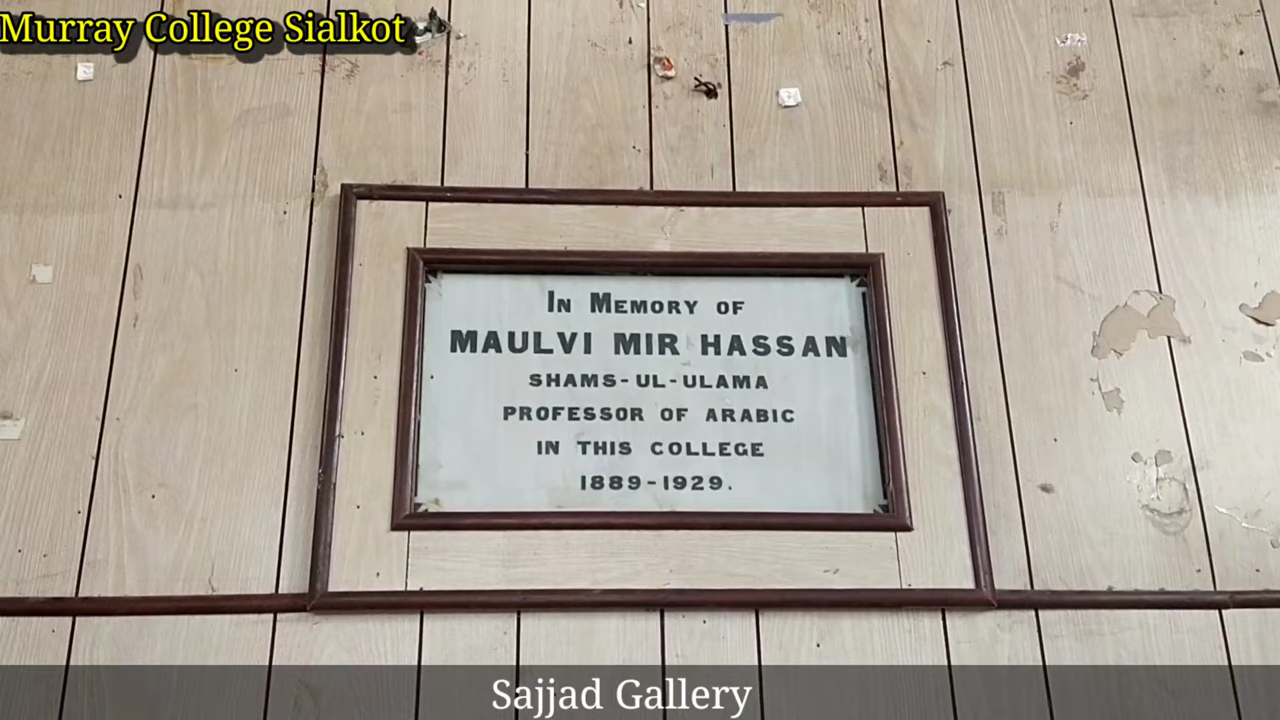 Murray College Sialkot
IN MEMORY OF
MAULVI MIR HASSAN
SHAMS-UL-ULAMA
PROFESSOR OF ARABIC
IN THIS COLLEGE
1889-1929.
Sajjad Gallery